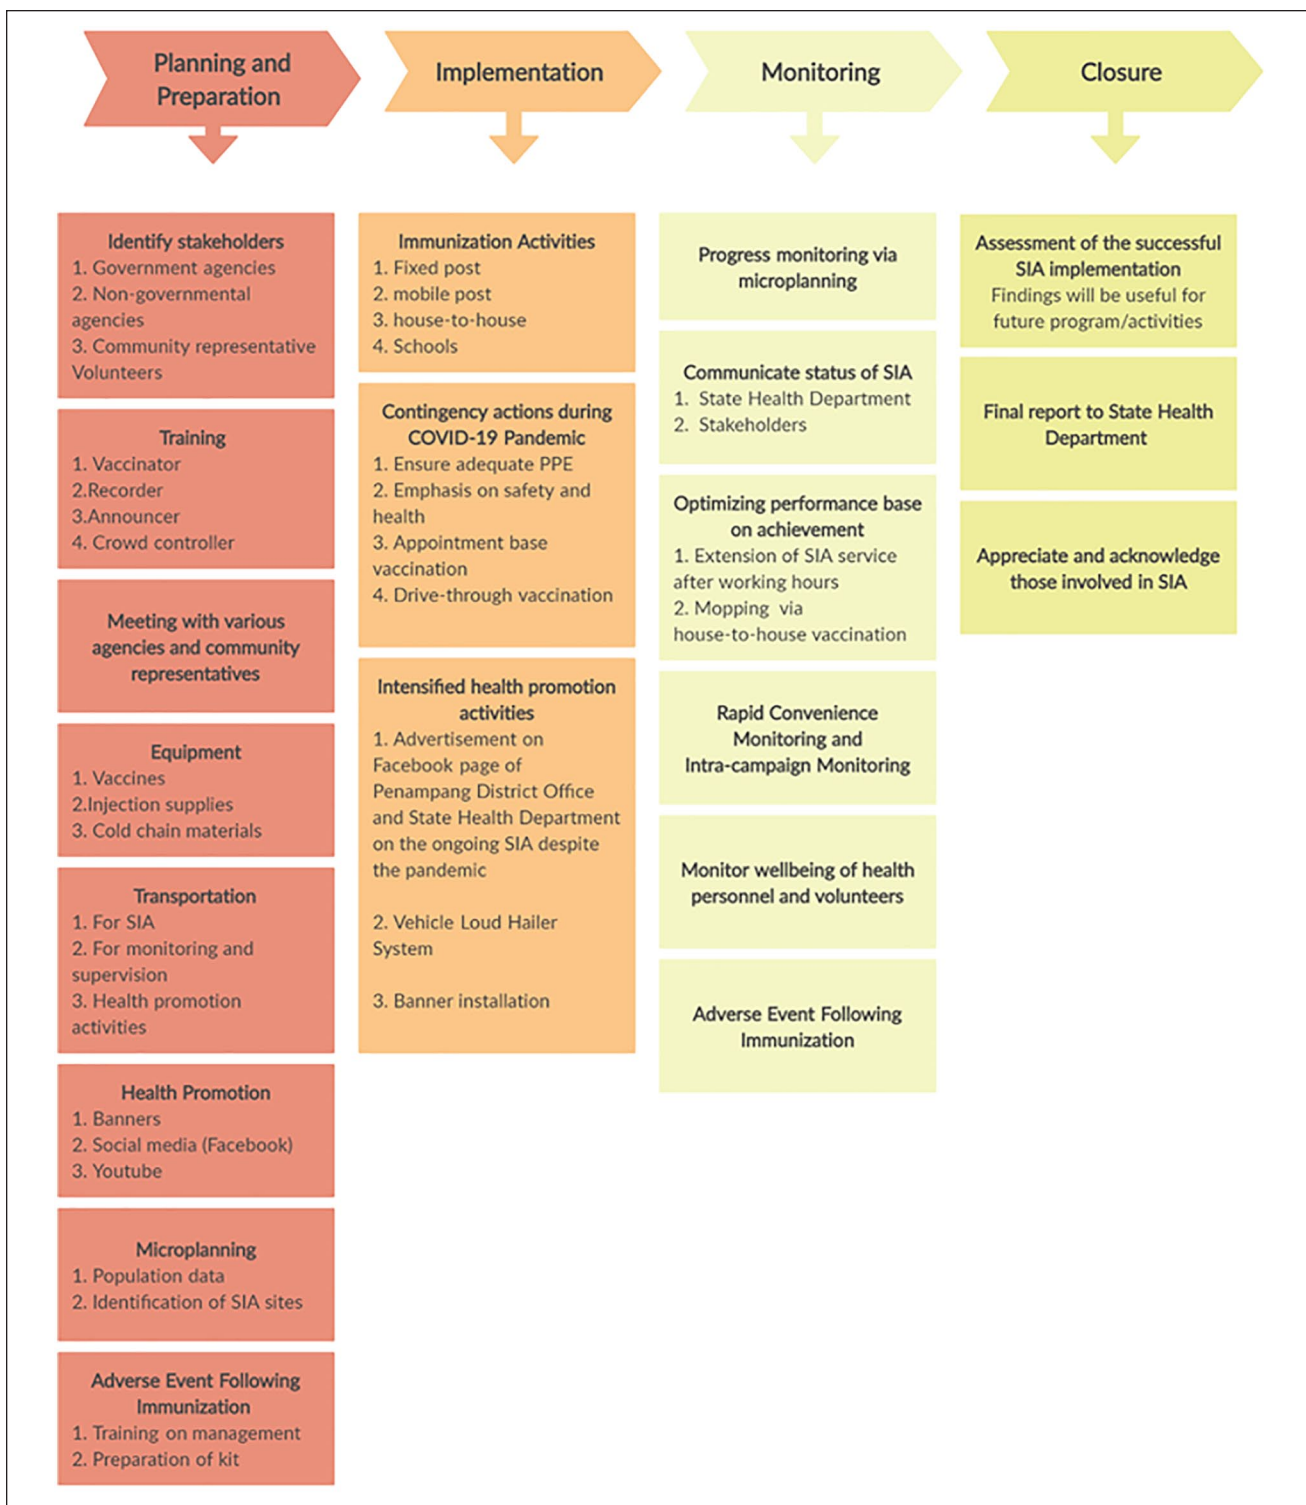 Planning and
Preparation
Implementation
Monitoring
Closure
Identify stakeholders
1. Government agencies
2. Non-governmental
agencies
3. Community representative
Volunteers
Training
1. Vaccinator
2.Recorder
3.Announcer
4. Crowd controller
Meeting with various
agencies and community
representatives
Equipment
1. Vaccines
2.Injection supplies
3. Cold chain materials
Transportation
1. For SIA
2. For monitoring and
supervision
3. Health promotion
activities
Health Promotion
1. Banners
2. Social media (Facebook)
3. Youtube
Microplanning
1. Population data
2. Identification of SIA sites
Adverse Event Following
Immunization
1. Training on management
2. Preparation of kit
Immunization Activities
1. Fixed post
2. mobile post
3. house-to-house
4. Schools
Contingency actions during
COVID-19 Pandemic
1. Ensure adequate PPE
2. Emphasis on safety and
health
3. Appointment base
vaccination
4. Drive-through vaccination
Intensified health promotion
activities
1. Advertisement on
Facebook page of
Penampang District Office
and State Health Department
on the ongoing SIA despite
the pandemic
2. Vehicle Loud Hailer
System
3. Banner installation
Progress monitoring via
microplanning
Communicate status of SIA
1. State Health Department
2. Stakeholders
Optimizing performance base
on achievement
1. Extension of SIA service
after working hours
2. Mopping via
house-to-house vaccination
Rapid Convenience
Monitoring and
Intra-campaign Monitoring
Monitor wellbeing of health
personnel and volunteers
Adverse Event Following
Immunization
Assessment of the successful
SIA implementation
Findings will be useful for
future program/activities
Final report to State Health
Department
Appreciate and acknowledge
those involved in SIA